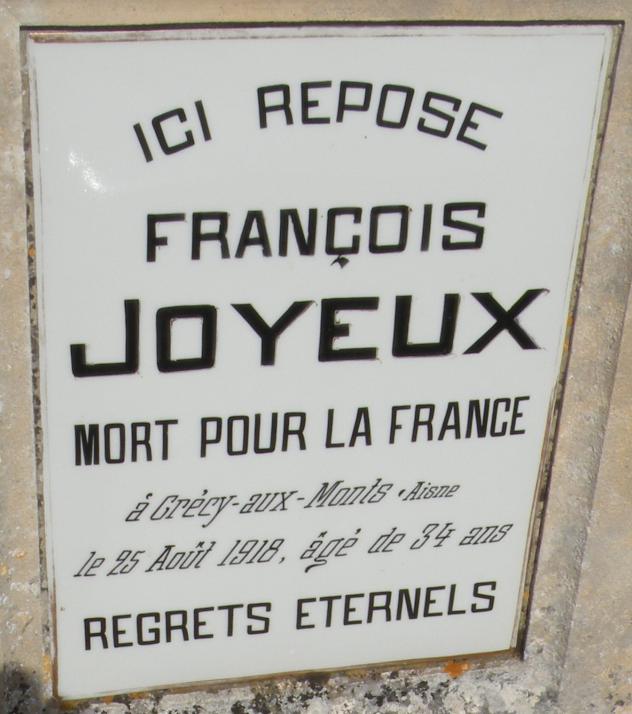 ICI REPOSE
FRANÇOIS
JOYEUX
MORT POUR LA FRANCE
à Crécy-aux-Monts · Aisne
le 25 Août 1918, âgé de 34 ans
REGRETS ETERNELS